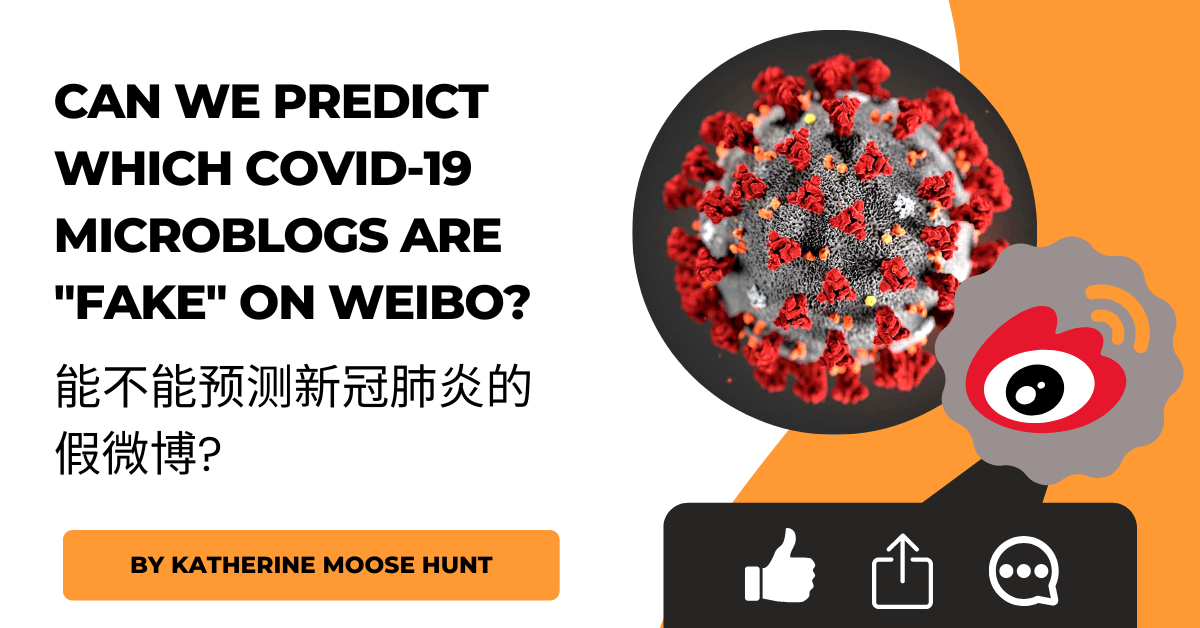 CAN WE PREDICT
WHICH COVID-19
MICROBLOGS ARE
"FAKE" ON WEIBO?
能不能预测新冠肺炎的
假微博?
BY KATHERINE MOOSE HUNT